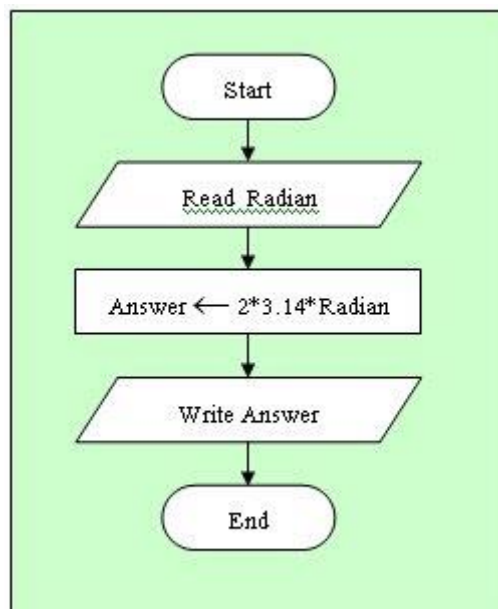 Start
Read Radian
Answer ← 2*3.14*Radian
Write Answer
End